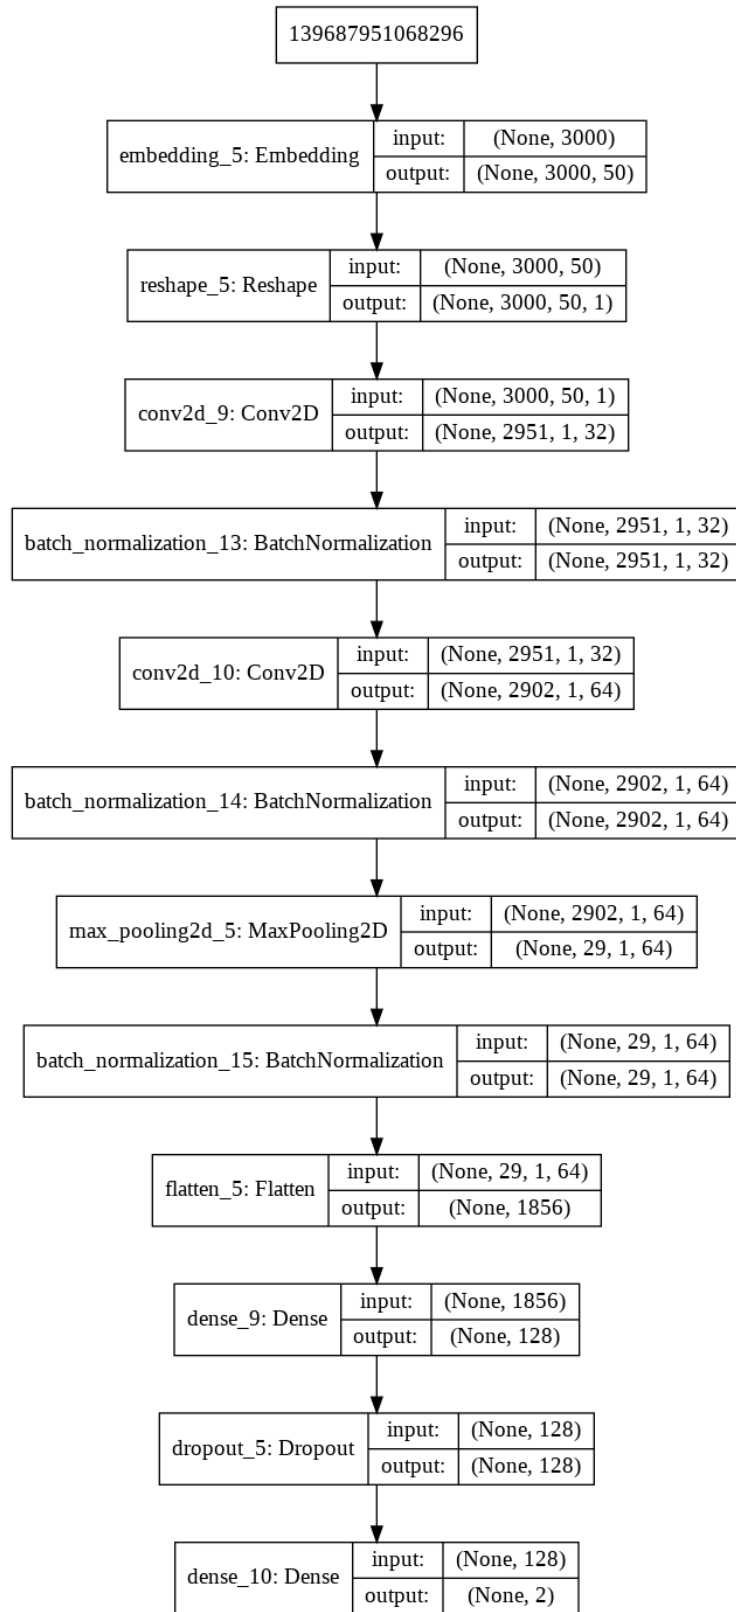 139687951068296
embedding_5: Embedding
input: (None, 3000)
output: (None, 3000, 50)
reshape_5: Reshape
input: (None, 3000, 50)
output: (None, 3000, 50, 1)
conv2d_9: Conv2D
input: (None, 3000, 50, 1)
output: (None, 2951, 1, 32)
batch_normalization_13: BatchNormalization
input: (None, 2951, 1, 32)
output: (None, 2951, 1, 32)
conv2d_10: Conv2D
input: (None, 2951, 1, 32)
output: (None, 2902, 1, 64)
batch_normalization_14: BatchNormalization
input: (None, 2902, 1, 64)
output: (None, 2902, 1, 64)
max_pooling2d_5: MaxPooling2D
input: (None, 2902, 1, 64)
output: (None, 29, 1, 64)
batch_normalization_15: BatchNormalization
input: (None, 29, 1, 64)
output: (None, 29, 1, 64)
flatten_5: Flatten
input: (None, 29, 1, 64)
output: (None, 1856)
dense_9: Dense
input: (None, 1856)
output: (None, 128)
dropout_5: Dropout
input: (None, 128)
output: (None, 128)
dense_10: Dense
input: (None, 128)
output: (None, 2)